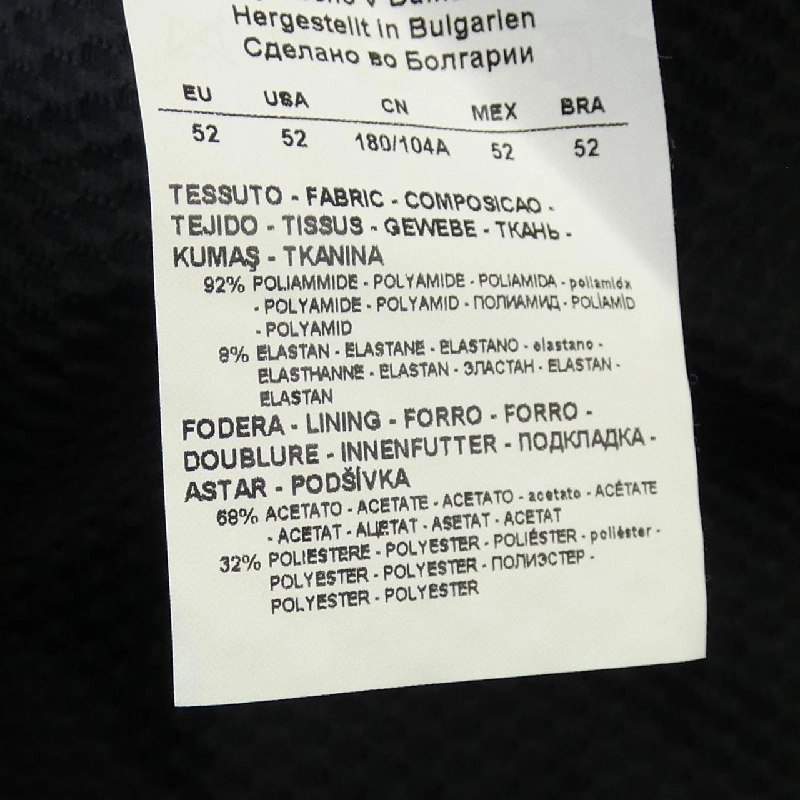 Hergestellt in Bulgarien
Сделано во Болгарии
EU USA CN MEX BRA
52 52 180/104A 52 52
TESSUTO - FABRIC - COMPOSICAO -
TEJIDO - TISSUS - GEWEBE - ТКАНЬ -
KUMAŞ - TKANINA
92% POLIAMMIDE - POLYAMIDE - POLIAMIDA - poliamida
- POLYAMIDE - POLYAMID - ПОЛИАМИД - POLİAMİD
- POLYAMID
8% ELASTAN - ELASTANE - ELASTANO - elastano -
ELASTHANNE - ELASTAN - ЭЛАСТАН - ELASTAN -
ELASTAN
FODERA - LINING - FORRO - FORRO -
DOUBLURE - INNENFUTTER - ПОДКЛАДКА -
ASTAR - PODŠÍVKA
68% ACETATO - ACETATE - ACETATO - acetato - ACÉTATE
- ACETAT - АЦЕТАТ - ASETAT - ACETAT
32% POLIESTERE - POLYESTER - POLIÉSTER - poliéster -
POLYESTER - POLYESTER - ПОЛИЭСТЕР -
POLYESTER - POLYESTER